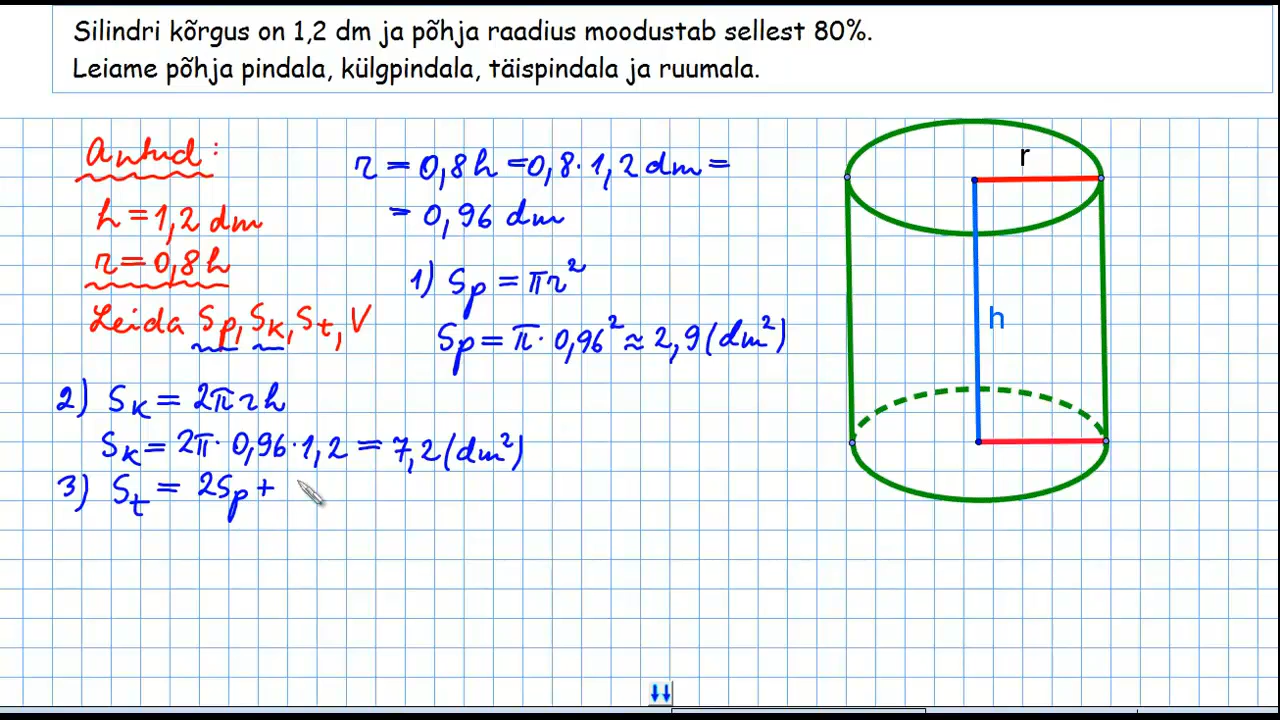 Silindri kõrgus on 1,2 dm ja põhja raadius moodustab sellest 80%.
Leiame põhja pindala, külgpindala, täispindala ja ruumala.
Antud:
h = 1,2 dm
r = 0,8h
Leida Sp, Sk, St, V
r = 0,8h = 0,8·1,2 dm =
= 0,96 dm
1) Sp = πr²
Sp = π·0,96² ≈ 2,9 (dm²)
2) Sk = 2πrh
Sk = 2π·0,96·1,2 = 7,2 (dm²)
3) St = 2Sp +
r
h